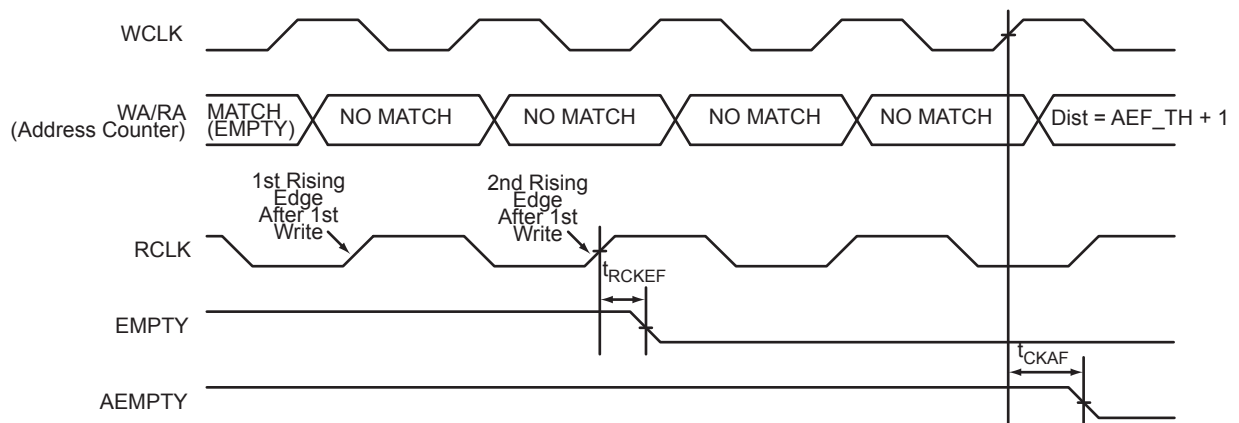 WCLK
WA/RA
(Address Counter)
MATCH
(EMPTY)
NO MATCH
NO MATCH
NO MATCH
NO MATCH
Dist = AEF_TH + 1
1st Rising
Edge
After 1st
Write
2nd Rising
Edge
After 1st
Write
RCLK
tRCKEF
EMPTY
tCKAF
AEMPTY